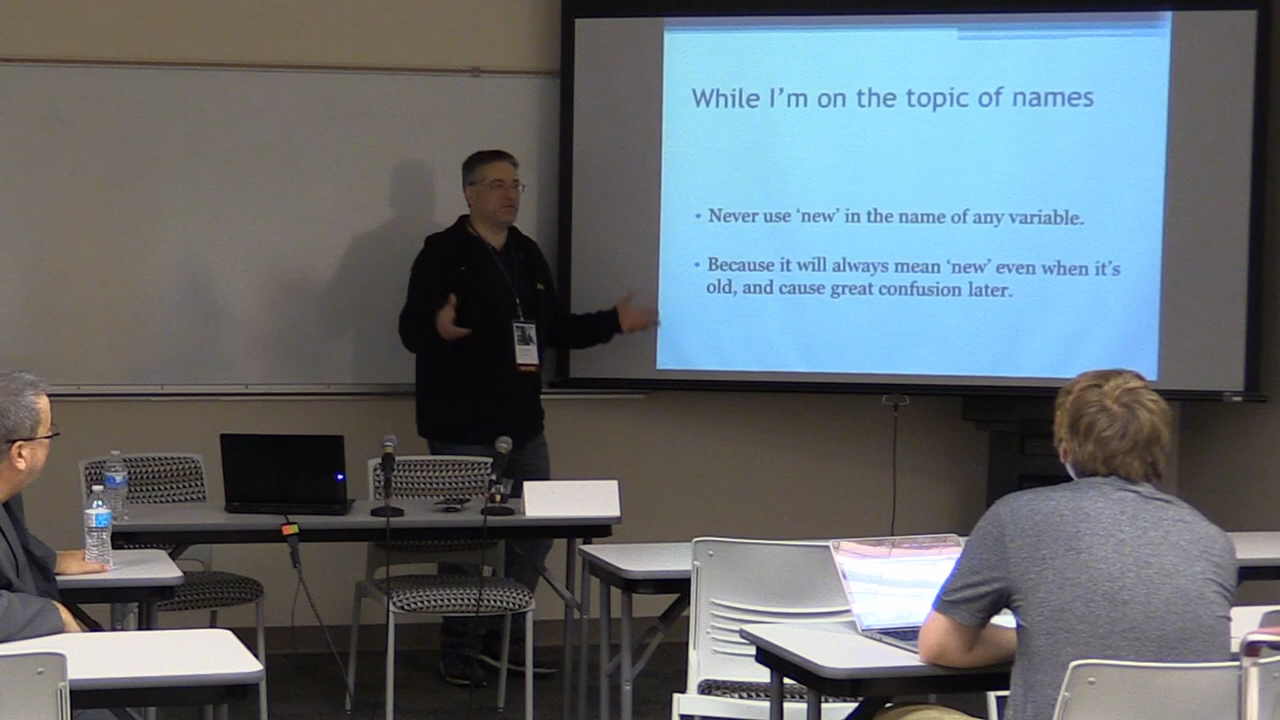 While I'm on the topic of names
• Never use 'new' in the name of any variable.
• Because it will always mean 'new' even when it's
old, and cause great confusion later.